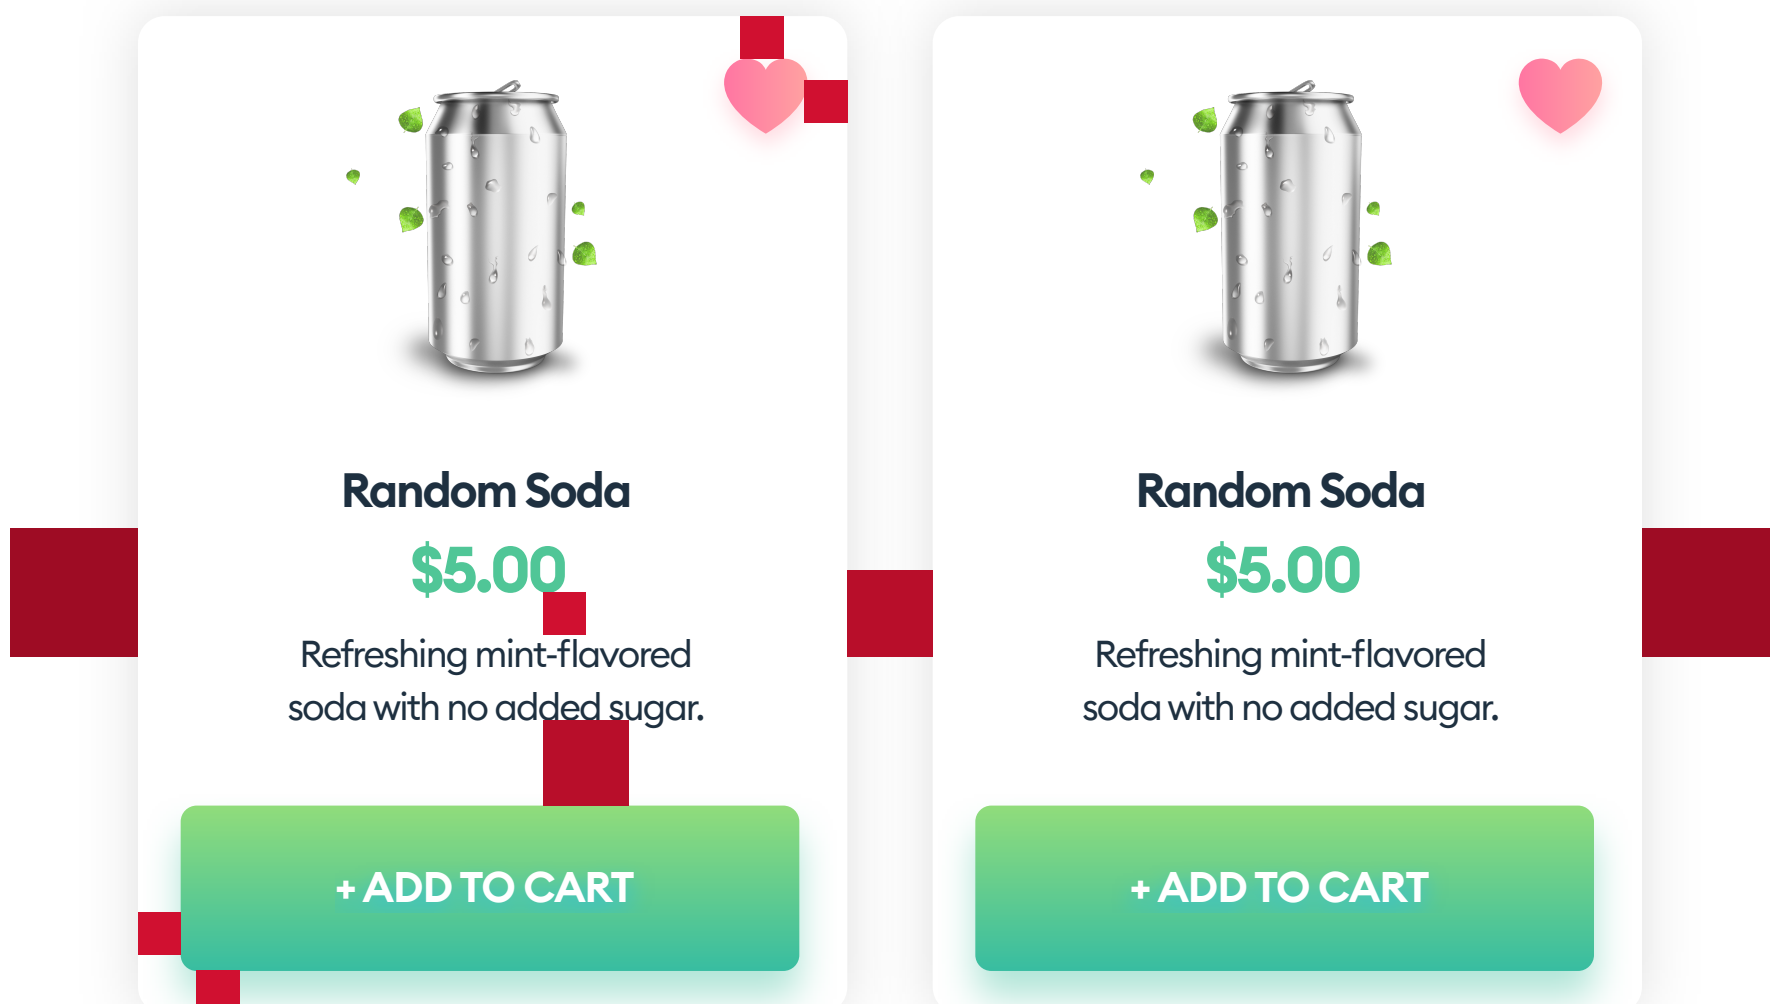 Random Soda
$5.00
Refreshing mint-flavored
soda with no added sugar.
+ ADD TO CART
Random Soda
$5.00
Refreshing mint-flavored
soda with no added sugar.
+ ADD TO CART